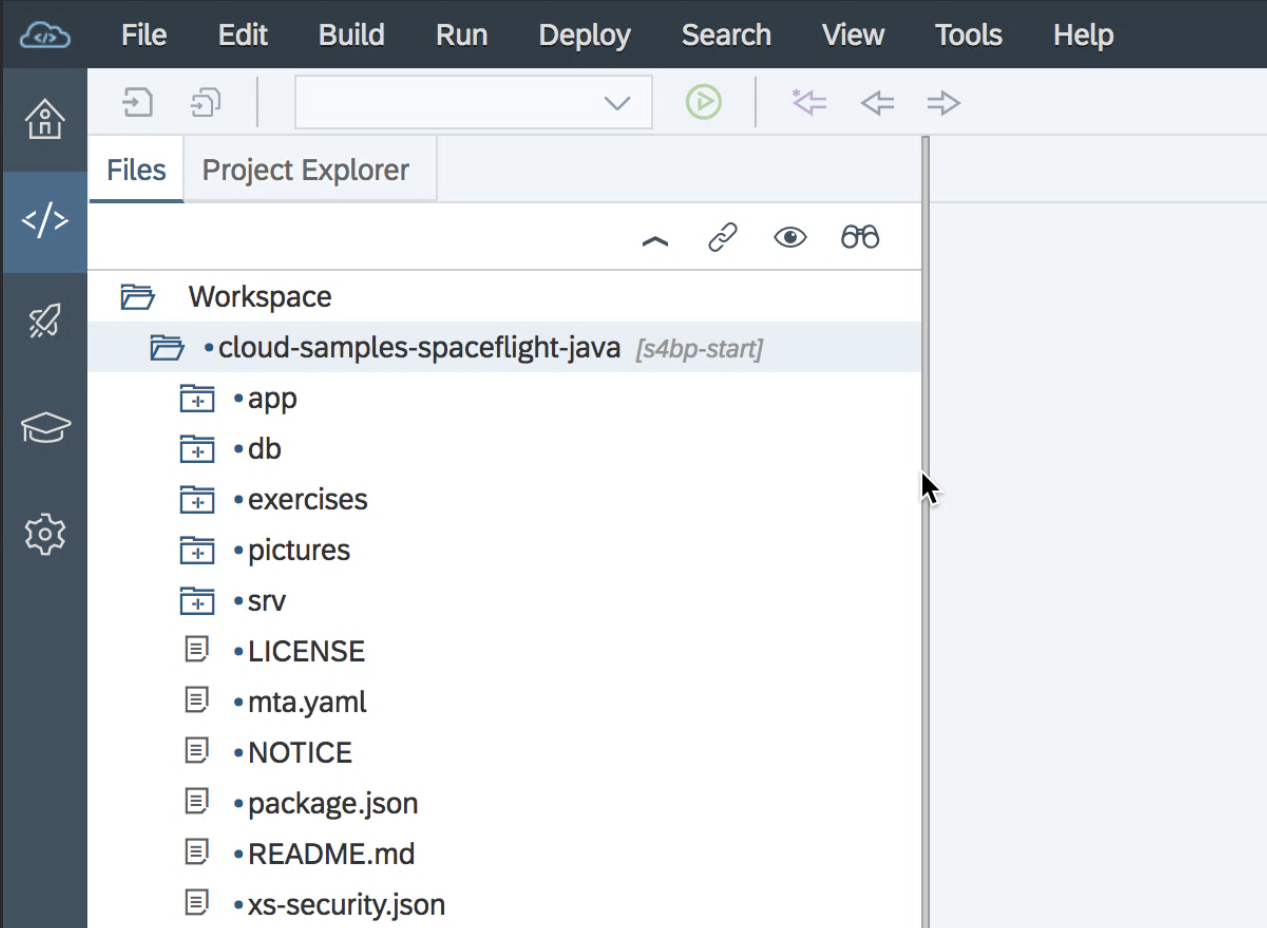 File Edit Build Run Deploy Search View Tools Help
Files Project Explorer
Workspace
cloud-samples-spaceflight-java [s4bp-start]
app
db
exercises
pictures
srv
LICENSE
mta.yaml
NOTICE
package.json
README.md
xs-security.json